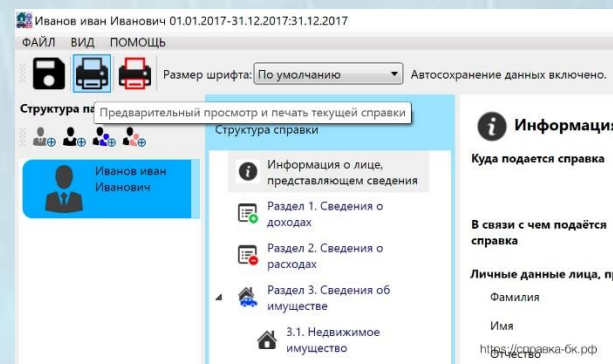 Иванов иван Иванович 01.01.2017-31.12.2017:31.12.2017
ФАЙЛ ВИД ПОМОЩЬ
Размер шрифта: По умолчанию Автосохранение данных включено.
Структура па
Предварительный просмотр и печать текущей справки
Структура справки
Иванов иван
Иванович
Информация о лице,
представляющем сведения
Раздел 1. Сведения о
доходах
Раздел 2. Сведения о
расходах
Раздел 3. Сведения об
имуществе
3.1. Недвижимое
имущество
Информация
Куда подается справка
В связи с чем подаётся
справка
Личные данные лица, пр
Фамилия
Имя
Отчество
https://справка-бк.рф